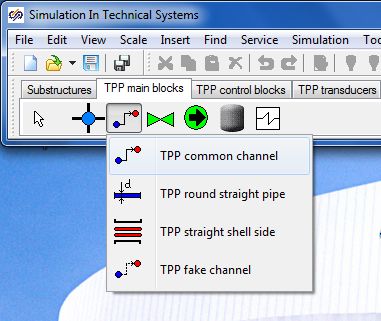 Simulation In Technical Systems
File Edit View Scale Insert Find Service Simulation
Substructures TPP main blocks TPP control blocks TPP transducers
TPP common channel
d
TPP round straight pipe
TPP straight shell side
TPP fake channel